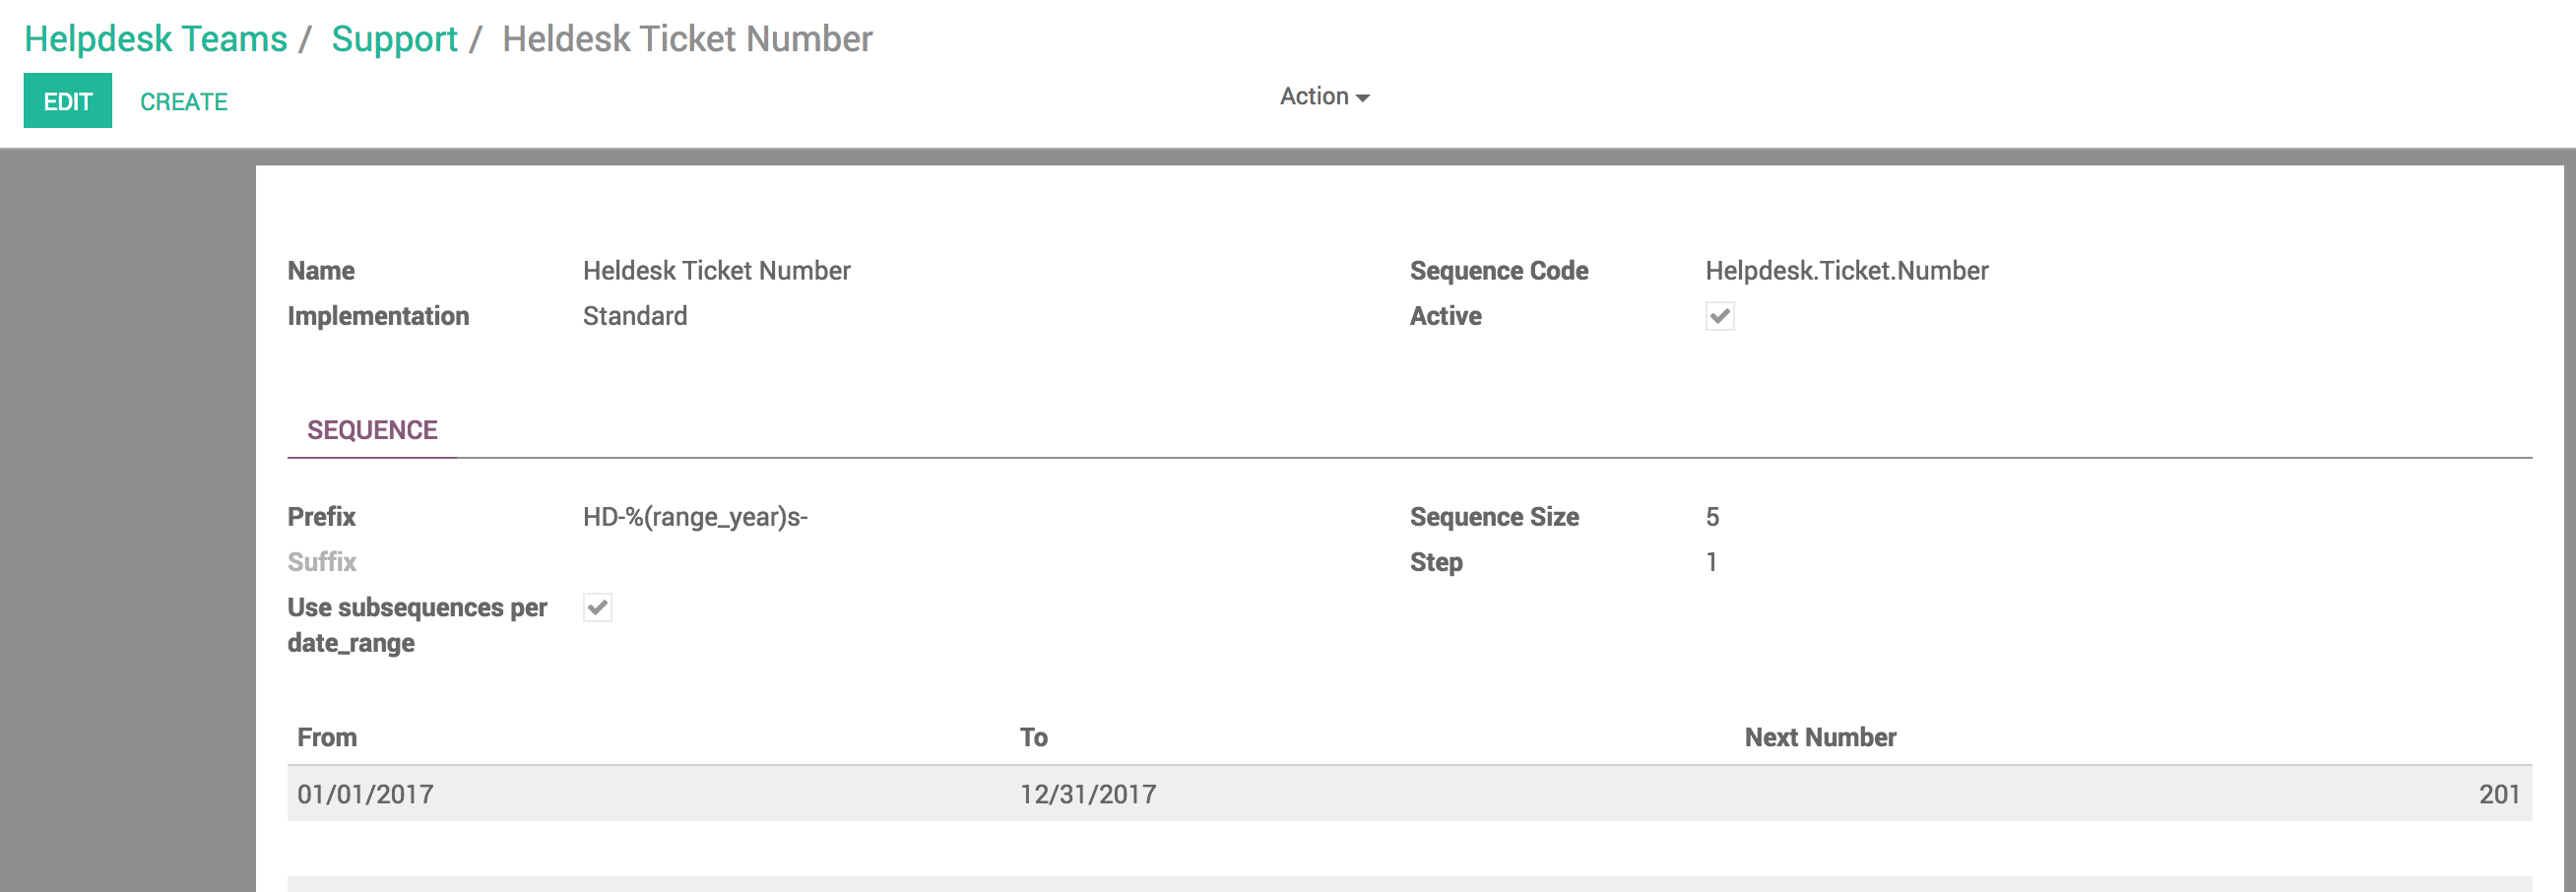 Helpdesk Teams / Support / Heldesk Ticket Number
EDIT CREATE Action
Name Heldesk Ticket Number Sequence Code Helpdesk.Ticket.Number
Implementation Standard Active
SEQUENCE
Prefix HD-%(range_year)s- Sequence Size 5
Suffix Step 1
Use subsequences per
date_range
From To Next Number
01/01/2017 12/31/2017 201